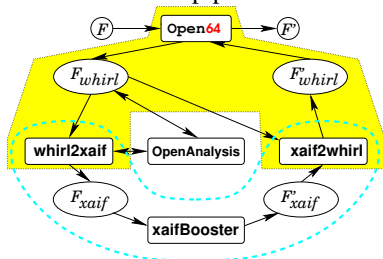 F Open64 F'
F_whirl F'_whirl
whirl2xaif OpenAnalysis xaif2whirl
F_xaif F'_xaif
xaifBooster